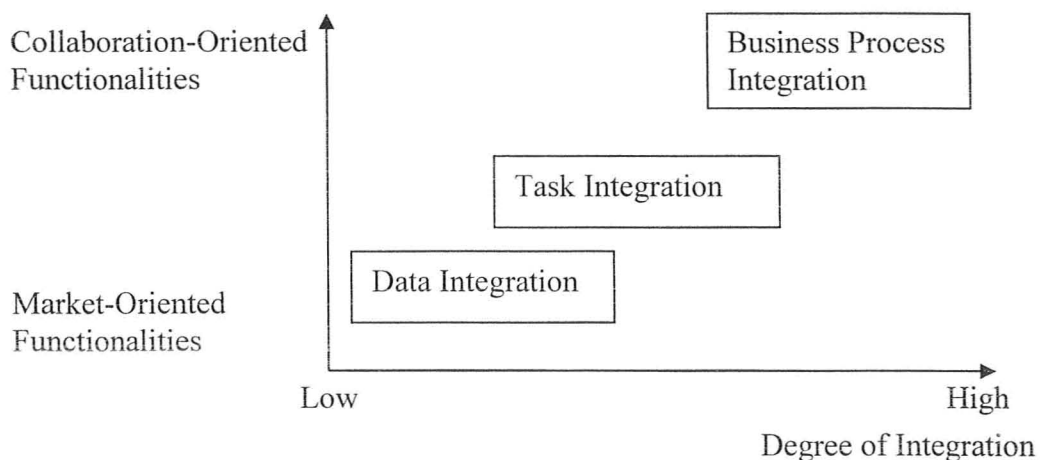 Collaboration-Oriented
Functionalities
Business Process
Integration
Task Integration
Data Integration
Market-Oriented
Functionalities
Low
High
Degree of Integration